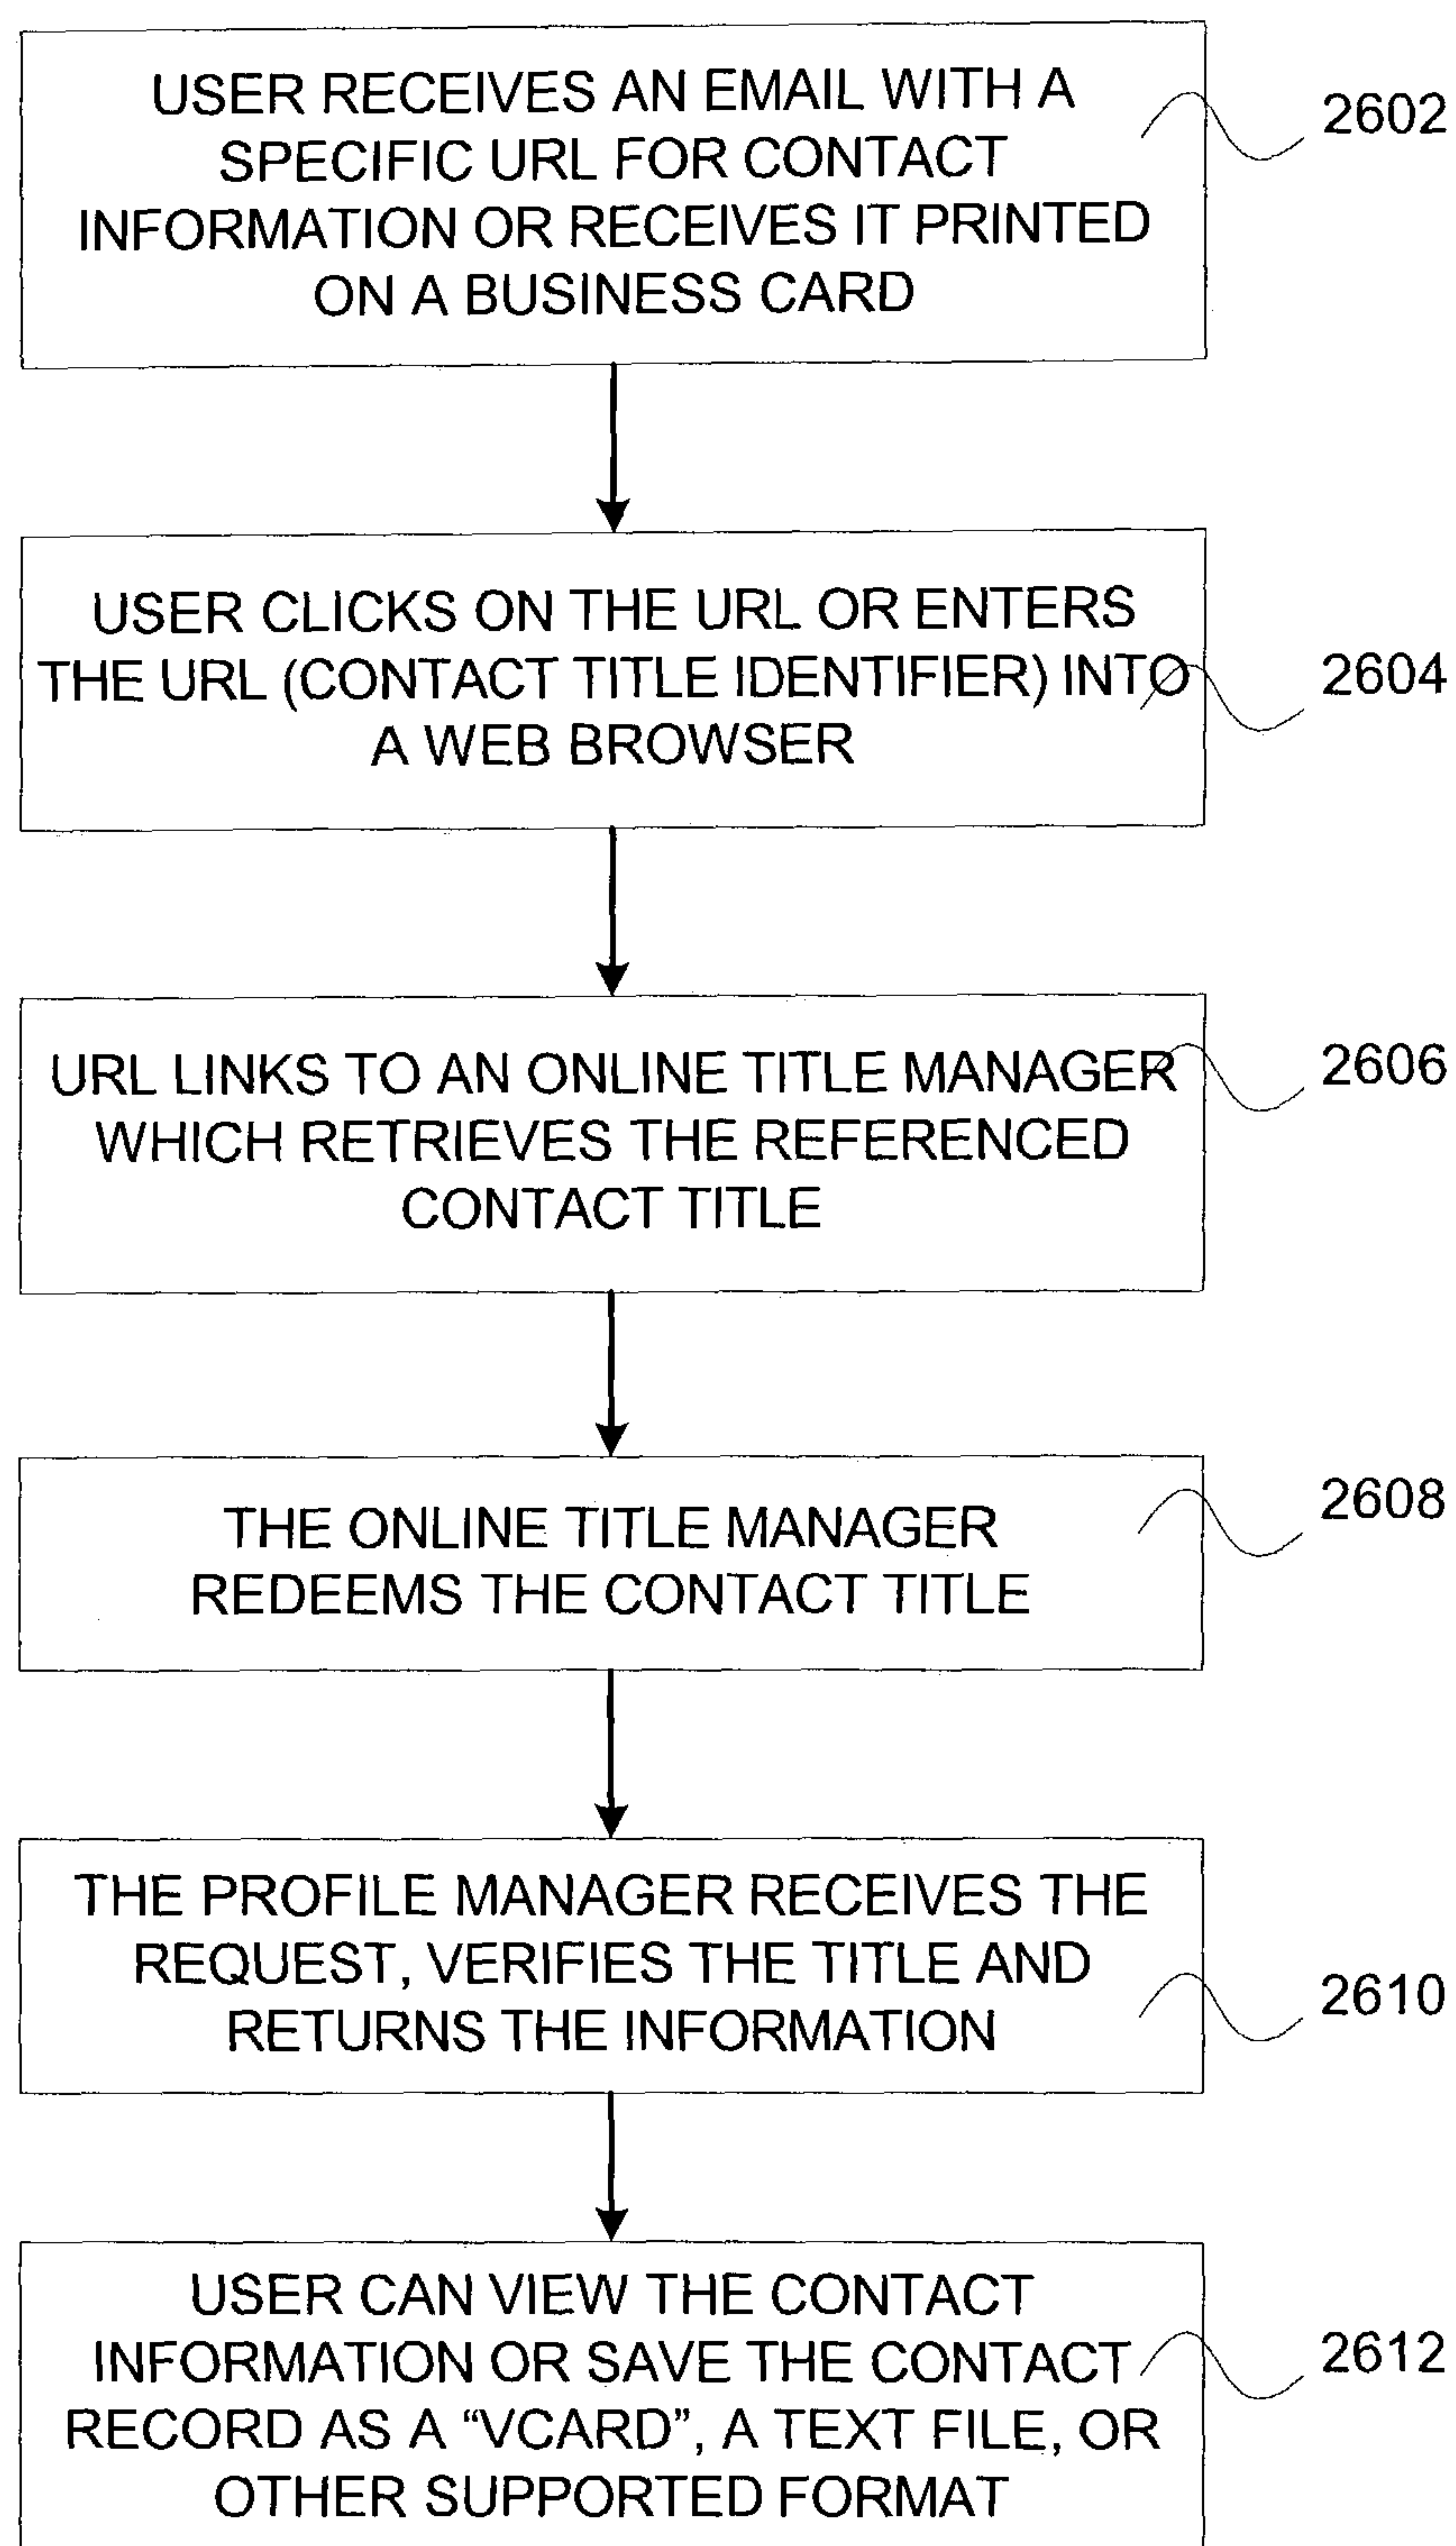 USER RECEIVES AN EMAIL WITH A
SPECIFIC URL FOR CONTACT
INFORMATION OR RECEIVES IT PRINTED
ON A BUSINESS CARD
2602
USER CLICKS ON THE URL OR ENTERS
THE URL (CONTACT TITLE IDENTIFIER) INTO
A WEB BROWSER
2604
URL LINKS TO AN ONLINE TITLE MANAGER
WHICH RETRIEVES THE REFERENCED
CONTACT TITLE
2606
THE ONLINE TITLE MANAGER
REDEEMS THE CONTACT TITLE
2608
THE PROFILE MANAGER RECEIVES THE
REQUEST, VERIFIES THE TITLE AND
RETURNS THE INFORMATION
2610
USER CAN VIEW THE CONTACT
INFORMATION OR SAVE THE CONTACT
RECORD AS A “VCARD”, A TEXT FILE, OR
OTHER SUPPORTED FORMAT
2612